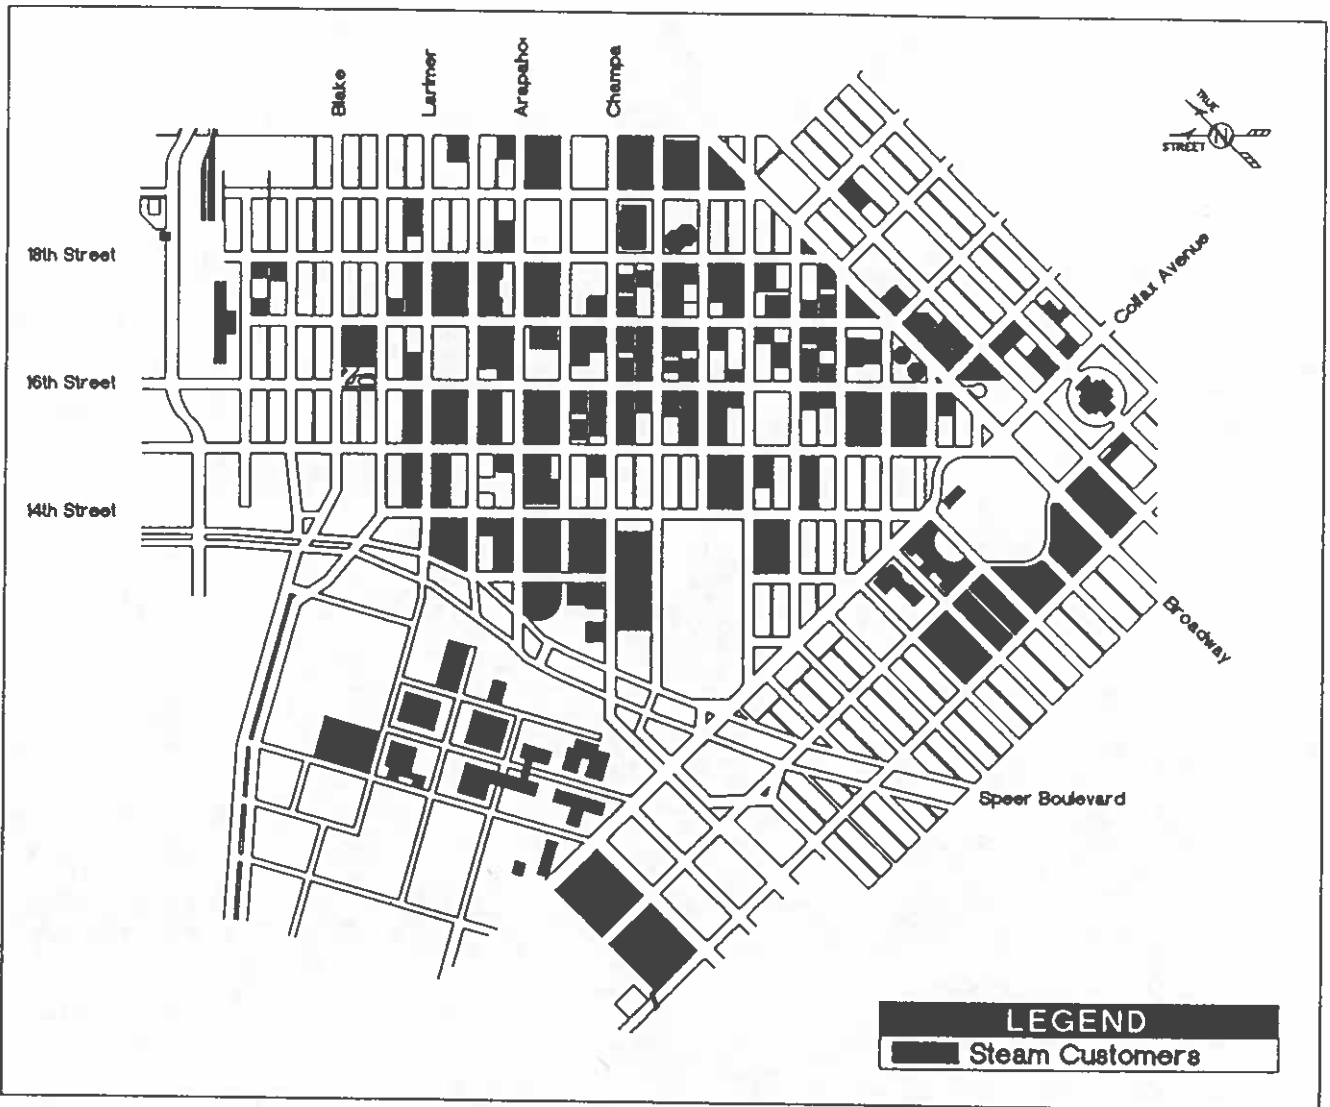 Blake
Larimer
Arapaho
Champa
TRUE
N
STREET
18th Street
Colfax Avenue
16th Street
14th Street
Broadway
Speer Boulevard
LEGEND
Steam Customers